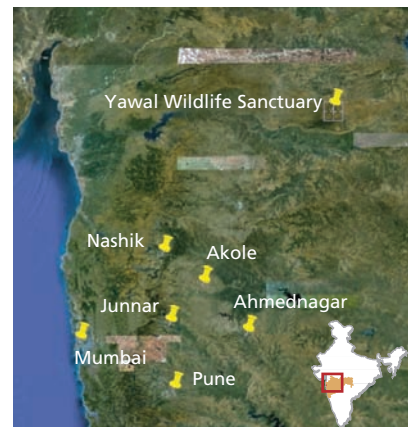 Yawal Wildlife Sanctuary
Nashik
Akole
Junnar
Ahmednagar
Mumbai
Pune